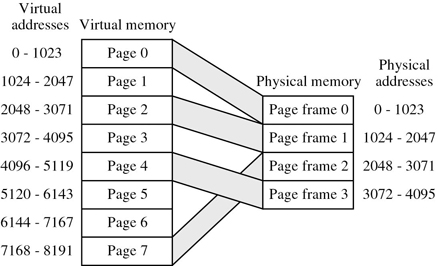 Virtual addresses
Virtual memory
0 - 1023 Page 0
1024 - 2047 Page 1
2048 - 3071 Page 2
3072 - 4095 Page 3
4096 - 5119 Page 4
5120 - 6143 Page 5
6144 - 7167 Page 6
7168 - 8191 Page 7
Physical memory
Physical addresses
Page frame 0 0 - 1023
Page frame 1 1024 - 2047
Page frame 2 2048 - 3071
Page frame 3 3072 - 4095